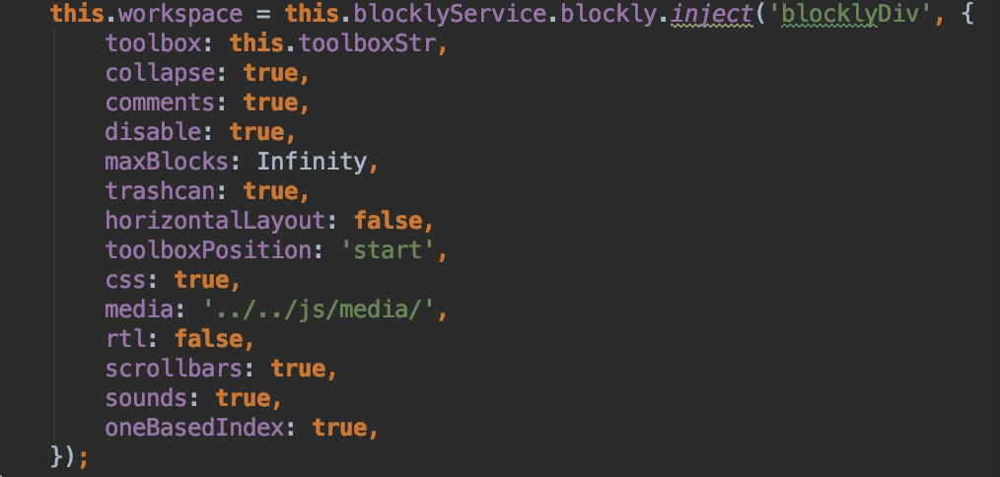 this.workspace = this.blocklyService.blockly.inject('blocklyDiv', {
toolbox: this.toolboxStr,
collapse: true,
comments: true,
disable: true,
maxBlocks: Infinity,
trashcan: true,
horizontalLayout: false,
toolboxPosition: 'start',
css: true,
media: '../../js/media/',
rtl: false,
scrollbars: true,
sounds: true,
oneBasedIndex: true,
});